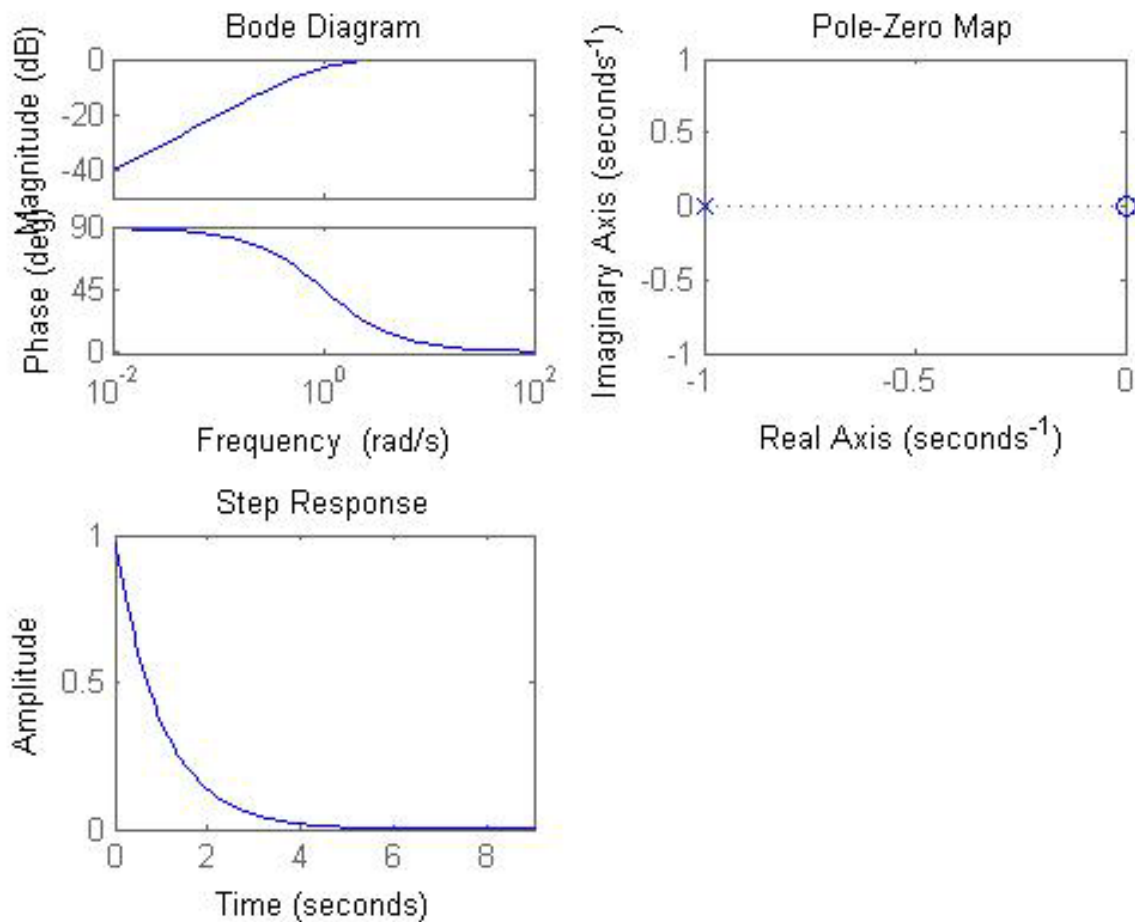 Bode Diagram
Magnitude (dB)
0
-20
-40
Phase (deg)
90
45
0
10^-2
10^0
10^2
Frequency (rad/s)
Pole-Zero Map
Imaginary Axis (seconds^-1)
1
0.5
0
-0.5
-1
-1
-0.5
0
Real Axis (seconds^-1)
Step Response
Amplitude
1
0.5
0
0
2
4
6
8
Time (seconds)